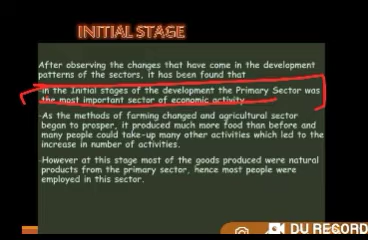 INITIAL STAGE
After observing the changes that have come in the development
patterns of the sectors, it has been found that
-In the Initial stages of the development the Primary Sector was
the most important sector of economic activity
-As the methods of farming changed and agricultural sector
began to prosper, it produced much more food than before and
many people could take-up many other activities which led to the
increase in number of activities.
-However at this stage most of the goods produced were natural
products from the primary sector, hence most people were
employed in this sector.
DU RECORD